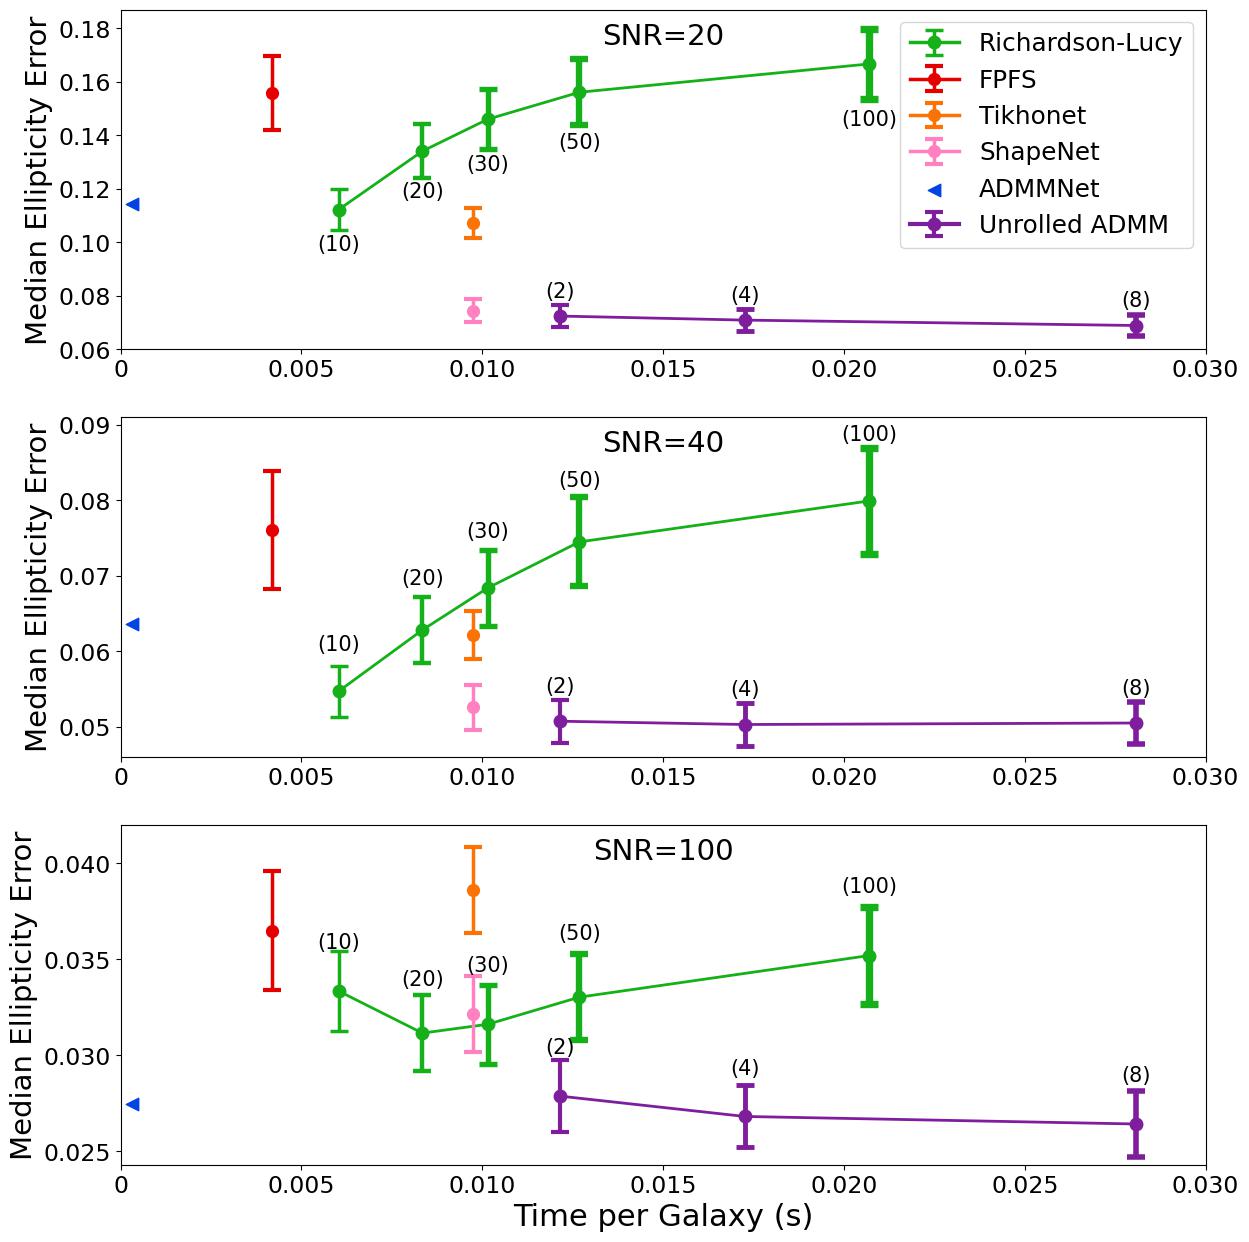 SNR=20
Median Ellipticity Error
0.18
0.16
0.14
0.12
0.10
0.08
0.06
(10)
(20)
(30)
(50)
(100)
(2)
(4)
(8)
Richardson-Lucy
FPFS
Tikhonet
ShapeNet
ADMMNet
Unrolled ADMM
0 0.005 0.010 0.015 0.020 0.025 0.030
SNR=40
Median Ellipticity Error
0.09
0.08
0.07
0.06
0.05
(10)
(20)
(30)
(50)
(100)
(2)
(4)
(8)
0 0.005 0.010 0.015 0.020 0.025 0.030
SNR=100
Median Ellipticity Error
0.040
0.035
0.030
0.025
(10)
(20)
(30)
(50)
(100)
(2)
(4)
(8)
0 0.005 0.010 0.015 0.020 0.025 0.030
Time per Galaxy (s)